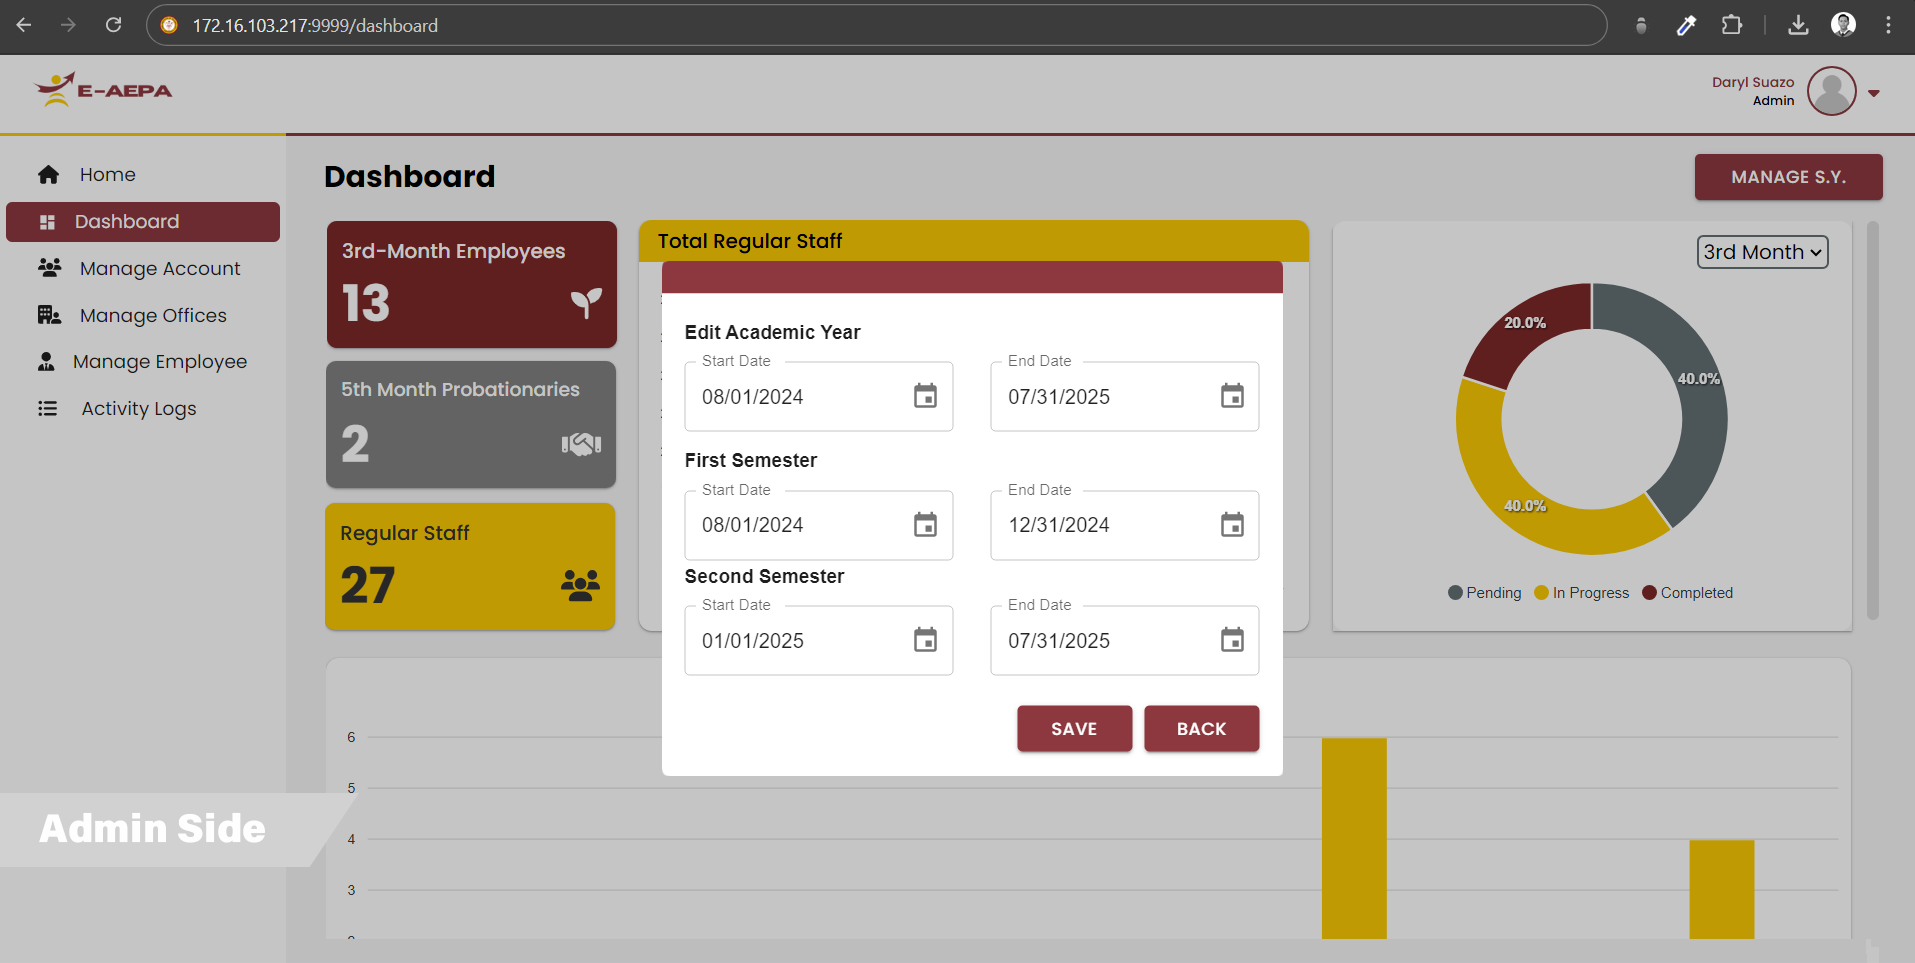 172.16.103.217:9999/dashboard
E-AEPA
Daryl Suazo
Admin
Home
Dashboard
Manage Account
Manage Offices
Manage Employee
Activity Logs
Dashboard
MANAGE S.Y.
3rd-Month Employees
13
5th Month Probationaries
2
Regular Staff
27
Total Regular Staff
Edit Academic Year
Start Date
08/01/2024
End Date
07/31/2025
First Semester
Start Date
08/01/2024
End Date
12/31/2024
Second Semester
Start Date
01/01/2025
End Date
07/31/2025
SAVE
BACK
3rd Month
20.0%
40.0%
40.0%
Pending
In Progress
Completed
6
5
4
3
Admin Side